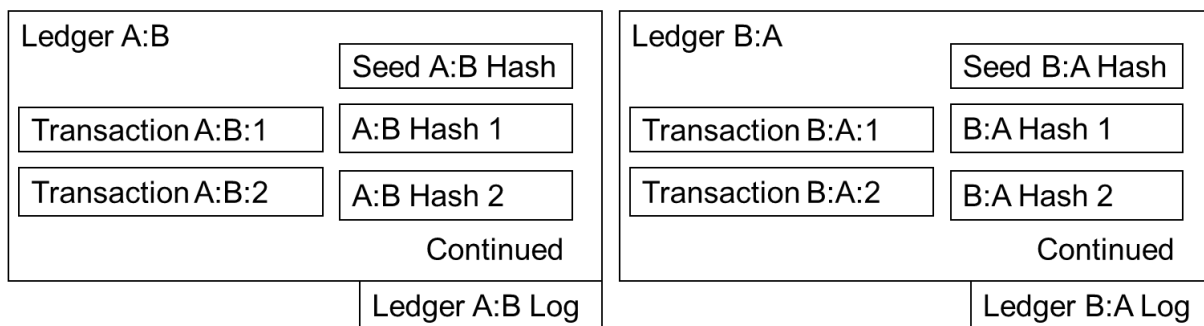 Ledger A:B
Seed A:B Hash
Transaction A:B:1
A:B Hash 1
Transaction A:B:2
A:B Hash 2
Continued
Ledger A:B Log
Ledger B:A
Seed B:A Hash
Transaction B:A:1
B:A Hash 1
Transaction B:A:2
B:A Hash 2
Continued
Ledger B:A Log